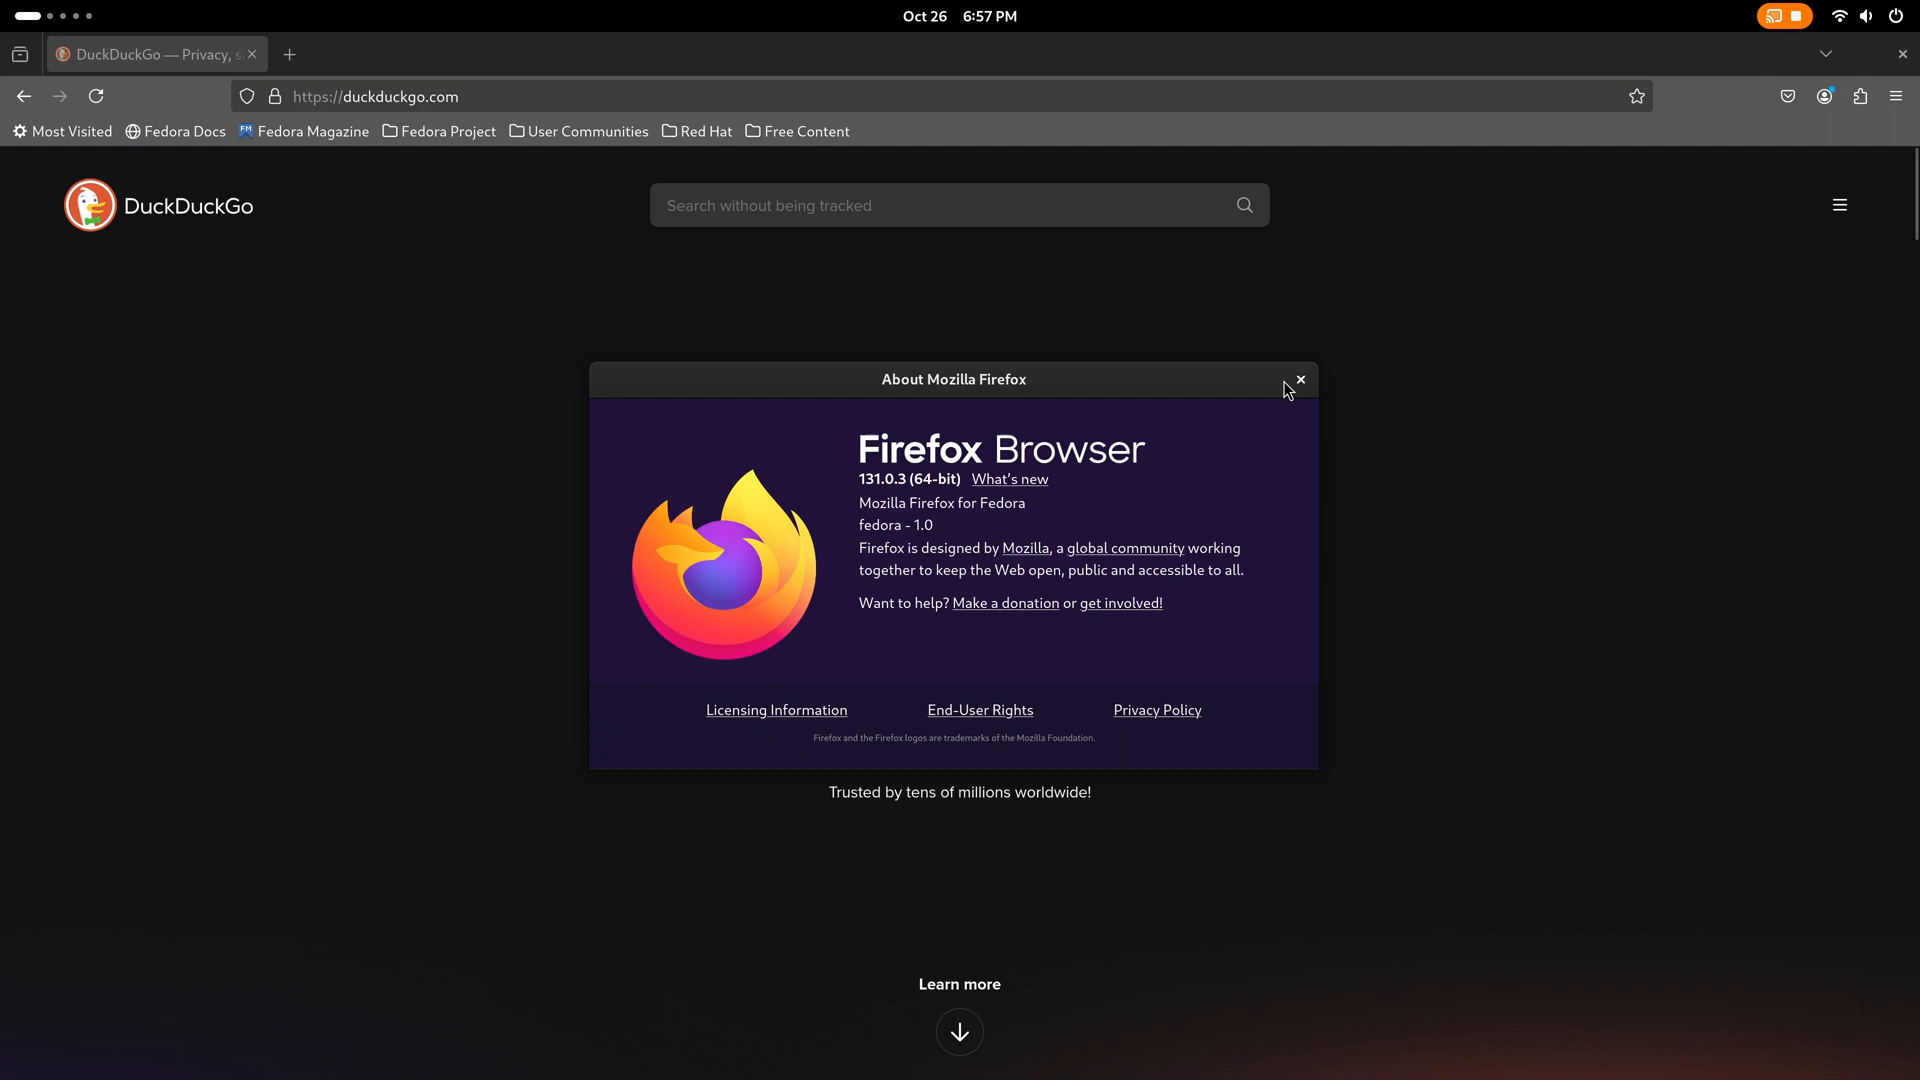 Oct 26 6:57 PM
DuckDuckGo — Privacy, s
https://duckduckgo.com
Most Visited Fedora Docs Fedora Magazine Fedora Project User Communities Red Hat Free Content
DuckDuckGo
Search without being tracked
About Mozilla Firefox
Firefox Browser
131.0.3 (64-bit) What's new
Mozilla Firefox for Fedora
fedora - 1.0
Firefox is designed by Mozilla, a global community working
together to keep the Web open, public and accessible to all.
Want to help? Make a donation or get involved!
Licensing Information End-User Rights Privacy Policy
Firefox and the Firefox logos are trademarks of the Mozilla Foundation.
Trusted by tens of millions worldwide!
Learn more